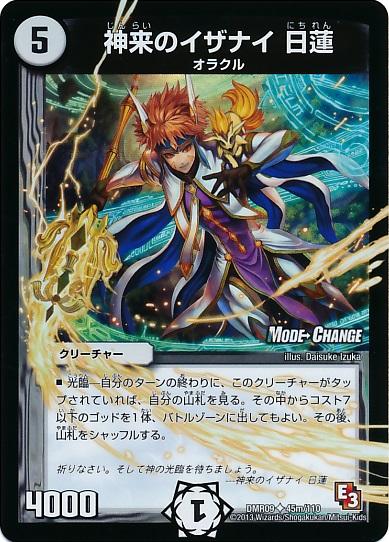 5
じんらい にちれん
神来のイザナイ 日蓮
オラクル
MODE CHANGE
illus. Daisuke Izuka
クリーチャー
■ 光臨―自分のターンの終わりに、このクリーチャーがタッ
プされていれば、自分の山札を見る。その中からコスト7
以下のゴッドを1体、バトルゾーンに出してもよい。その後、
山札をシャッフルする。
祈りなさい。そして神の光臨を待ちましょう。
―神来のイザナイ 日蓮
4000
1
DMR09 45m/110
E3
©2013 Wizards/Shogakukan/Mitsui-Kids